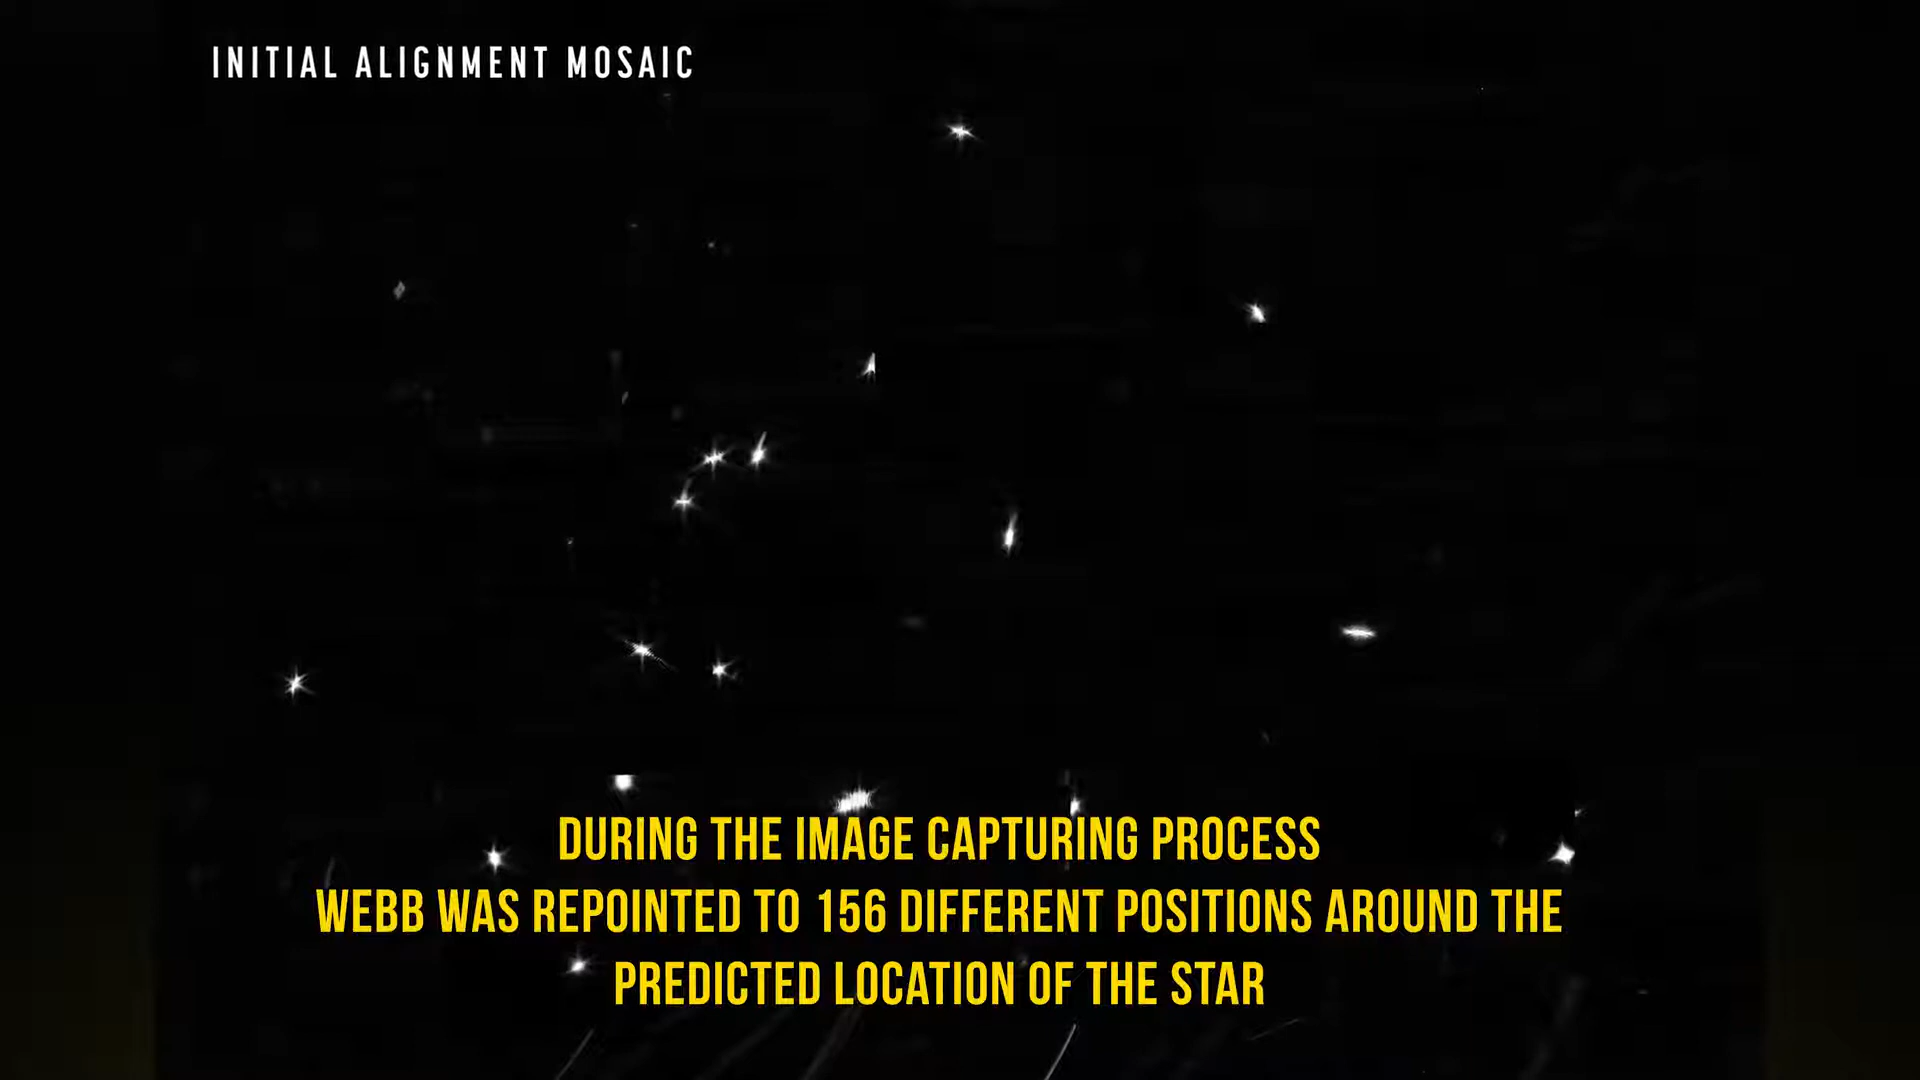 INITIAL ALIGNMENT MOSAIC
DURING THE IMAGE CAPTURING PROCESS
WEBB WAS REPOINTED TO 156 DIFFERENT POSITIONS AROUND THE
PREDICTED LOCATION OF THE STAR